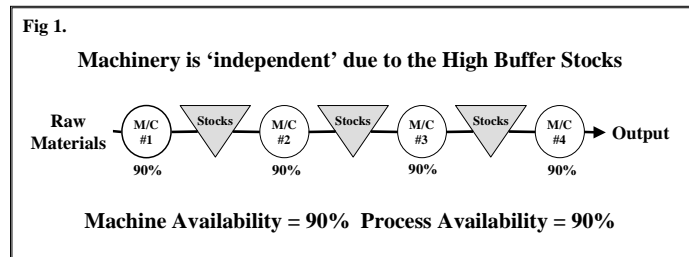 Fig 1.
Machinery is ‘independent’ due to the High Buffer Stocks
Raw
Materials
M/C
#1
Stocks
M/C
#2
Stocks
M/C
#3
Stocks
M/C
#4
Output
90%
90%
90%
90%
Machine Availability = 90% Process Availability = 90%